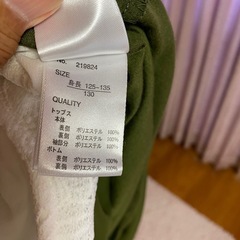 No. 219824
SIZE
身長 125-135
130
QUALITY
トップス
本体
表側 ポリエステル 100%
裏側 ポリエステル 100%
袖部分 ポリエステル 100%
ボトム
表側 ポリエステル 100%
裏側 ポリエステル 100%